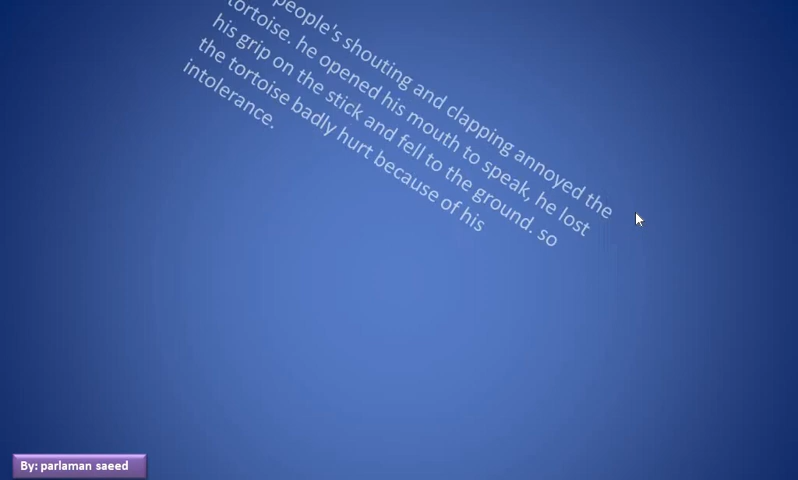 people's shouting and clapping annoyed the
tortoise. he opened his mouth to speak, he lost
his grip on the stick and fell to the ground. so
the tortoise badly hurt because of his
intolerance.
By: parlaman saeed